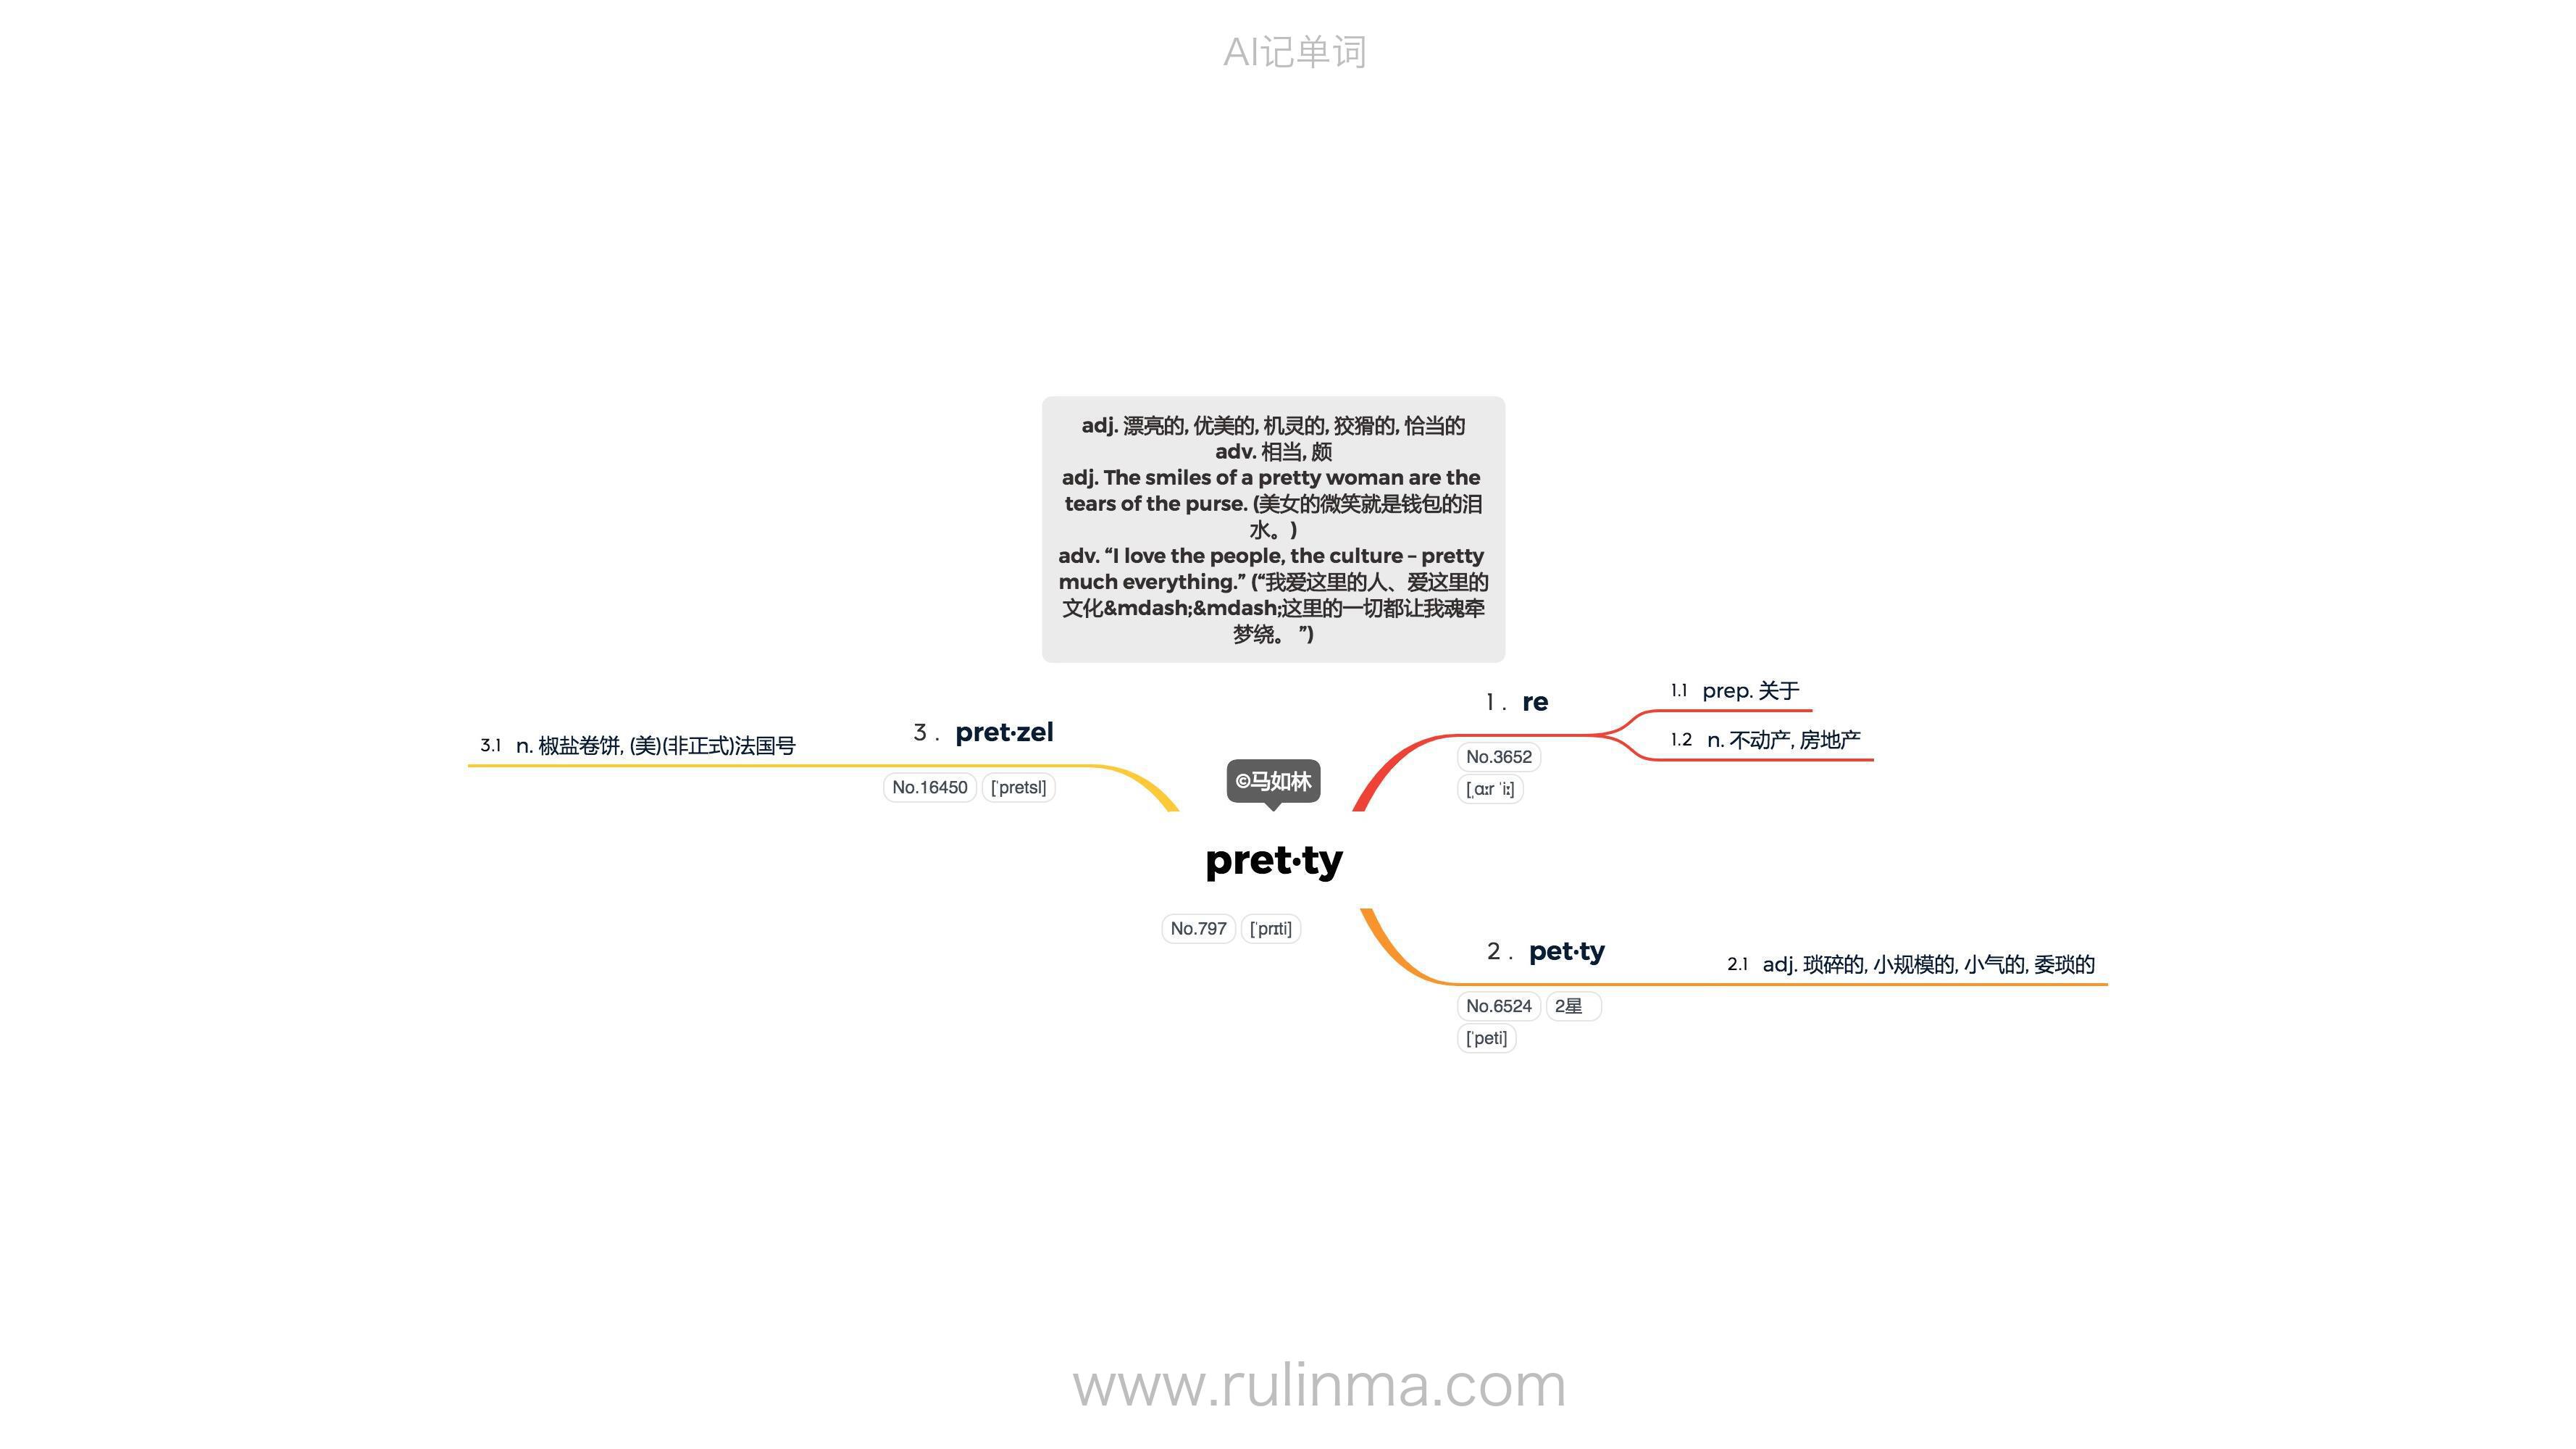 AI记单词
adj. 漂亮的, 优美的, 机灵的, 狡猾的, 恰当的
adv. 相当, 颇
adj. The smiles of a pretty woman are the
tears of the purse. (美女的微笑就是钱包的泪
水。)
adv. “I love the people, the culture – pretty
much everything.” (“我爱这里的人、爱这里的
文化&mdash;&mdash;这里的一切都让我魂牵
梦绕。 ”)
©马如林
pret·ty
No.797 [ˈprɪti]
1 . re
No.3652
[ˌɑːr ˈiː]
1.1 prep. 关于
1.2 n. 不动产, 房地产
2 . pet·ty
No.6524 2星
[ˈpeti]
2.1 adj. 琐碎的, 小规模的, 小气的, 委琐的
3 . pret·zel
No.16450 [ˈpretsl]
3.1 n. 椒盐卷饼, (美)(非正式)法国号
www.rulinma.com